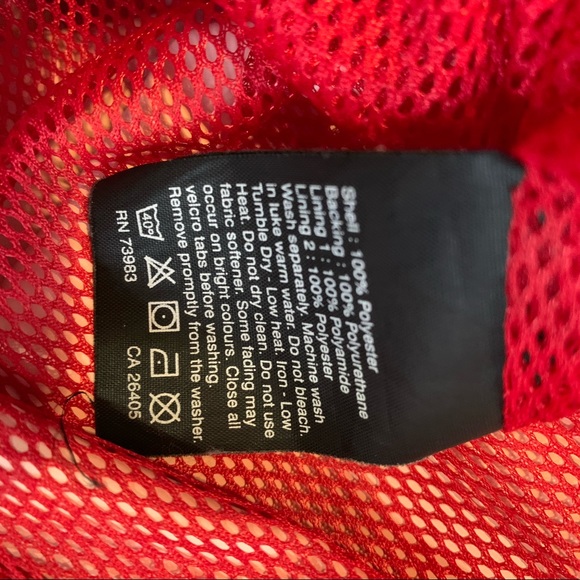 Shell : 100% Polyester
Backing : 100% Polyurethane
Lining 1 : 100% Polyamide
Lining 2 : 100% Polyester
Wash separately. Machine wash
in luke warm water. Do not bleach.
Tumble Dry - Low heat. Iron - Low
Heat. Do not dry clean. Do not use
fabric softener. Some fading may
occur on bright colours. Close all
velcro tabs before washing.
Remove promptly from the washer.
40°
RN 73983 CA 26405